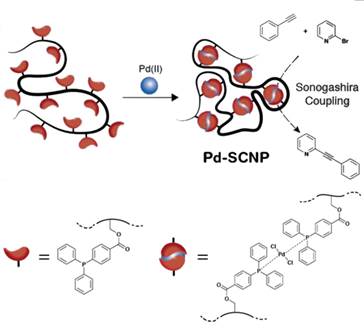 +
N
Br
Pd(II)
Sonogashira
Coupling
Pd-SCNP
N
O
O
P
=
=
O
O
P
Cl
Pd
Cl
P
O
O